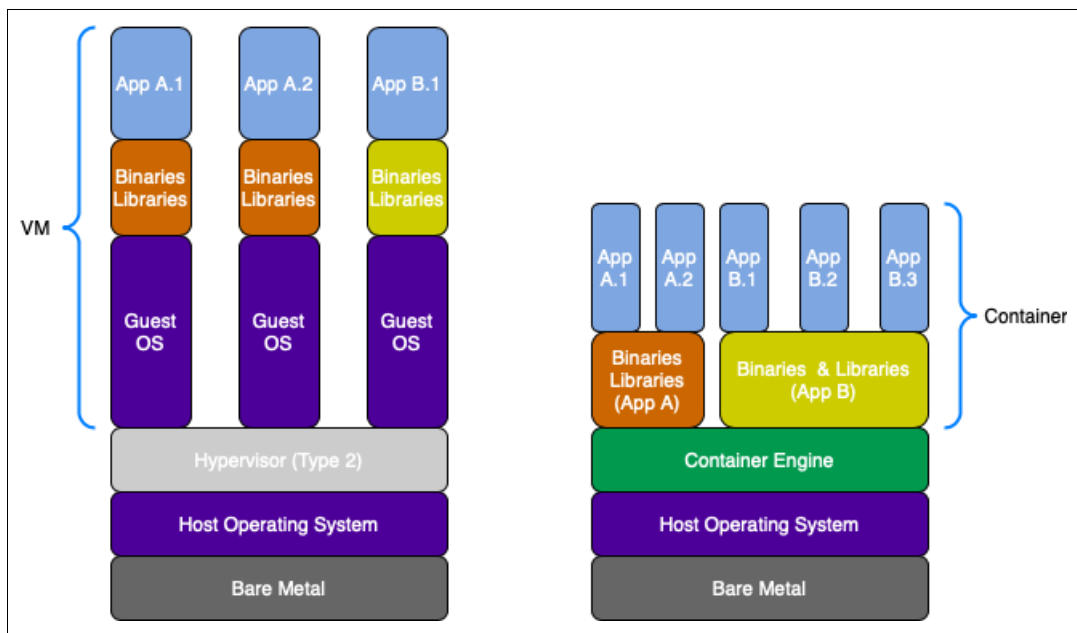 VM
App A.1
App A.2
App B.1
Binaries
Libraries
Binaries
Libraries
Binaries
Libraries
Guest
OS
Guest
OS
Guest
OS
Hypervisor (Type 2)
Host Operating System
Bare Metal
App
A.1
App
A.2
App
B.1
App
B.2
App
B.3
Container
Binaries
Libraries
(App A)
Binaries & Libraries
(App B)
Container Engine
Host Operating System
Bare Metal